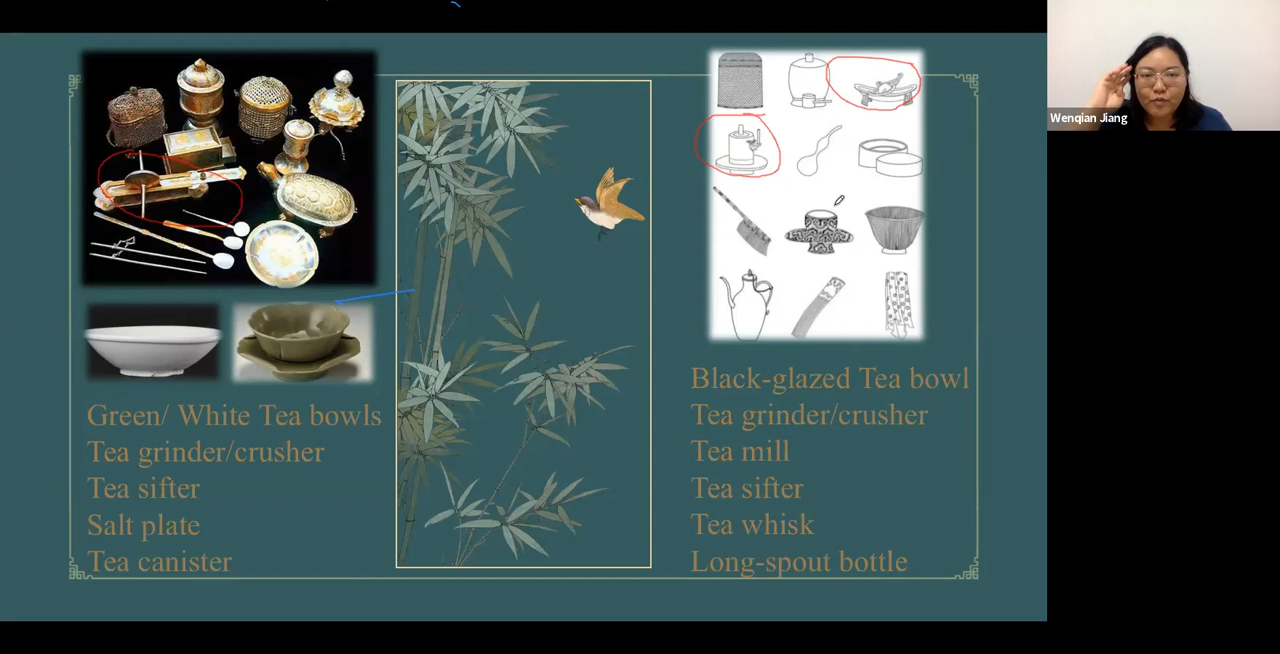 Wenqian Jiang
Green/ White Tea bowls
Tea grinder/crusher
Tea sifter
Salt plate
Tea canister
Black-glazed Tea bowl
Tea grinder/crusher
Tea mill
Tea sifter
Tea whisk
Long-spout bottle